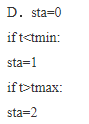 D. sta=0
if t<tmin:
sta=1
if t>tmax:
sta=2